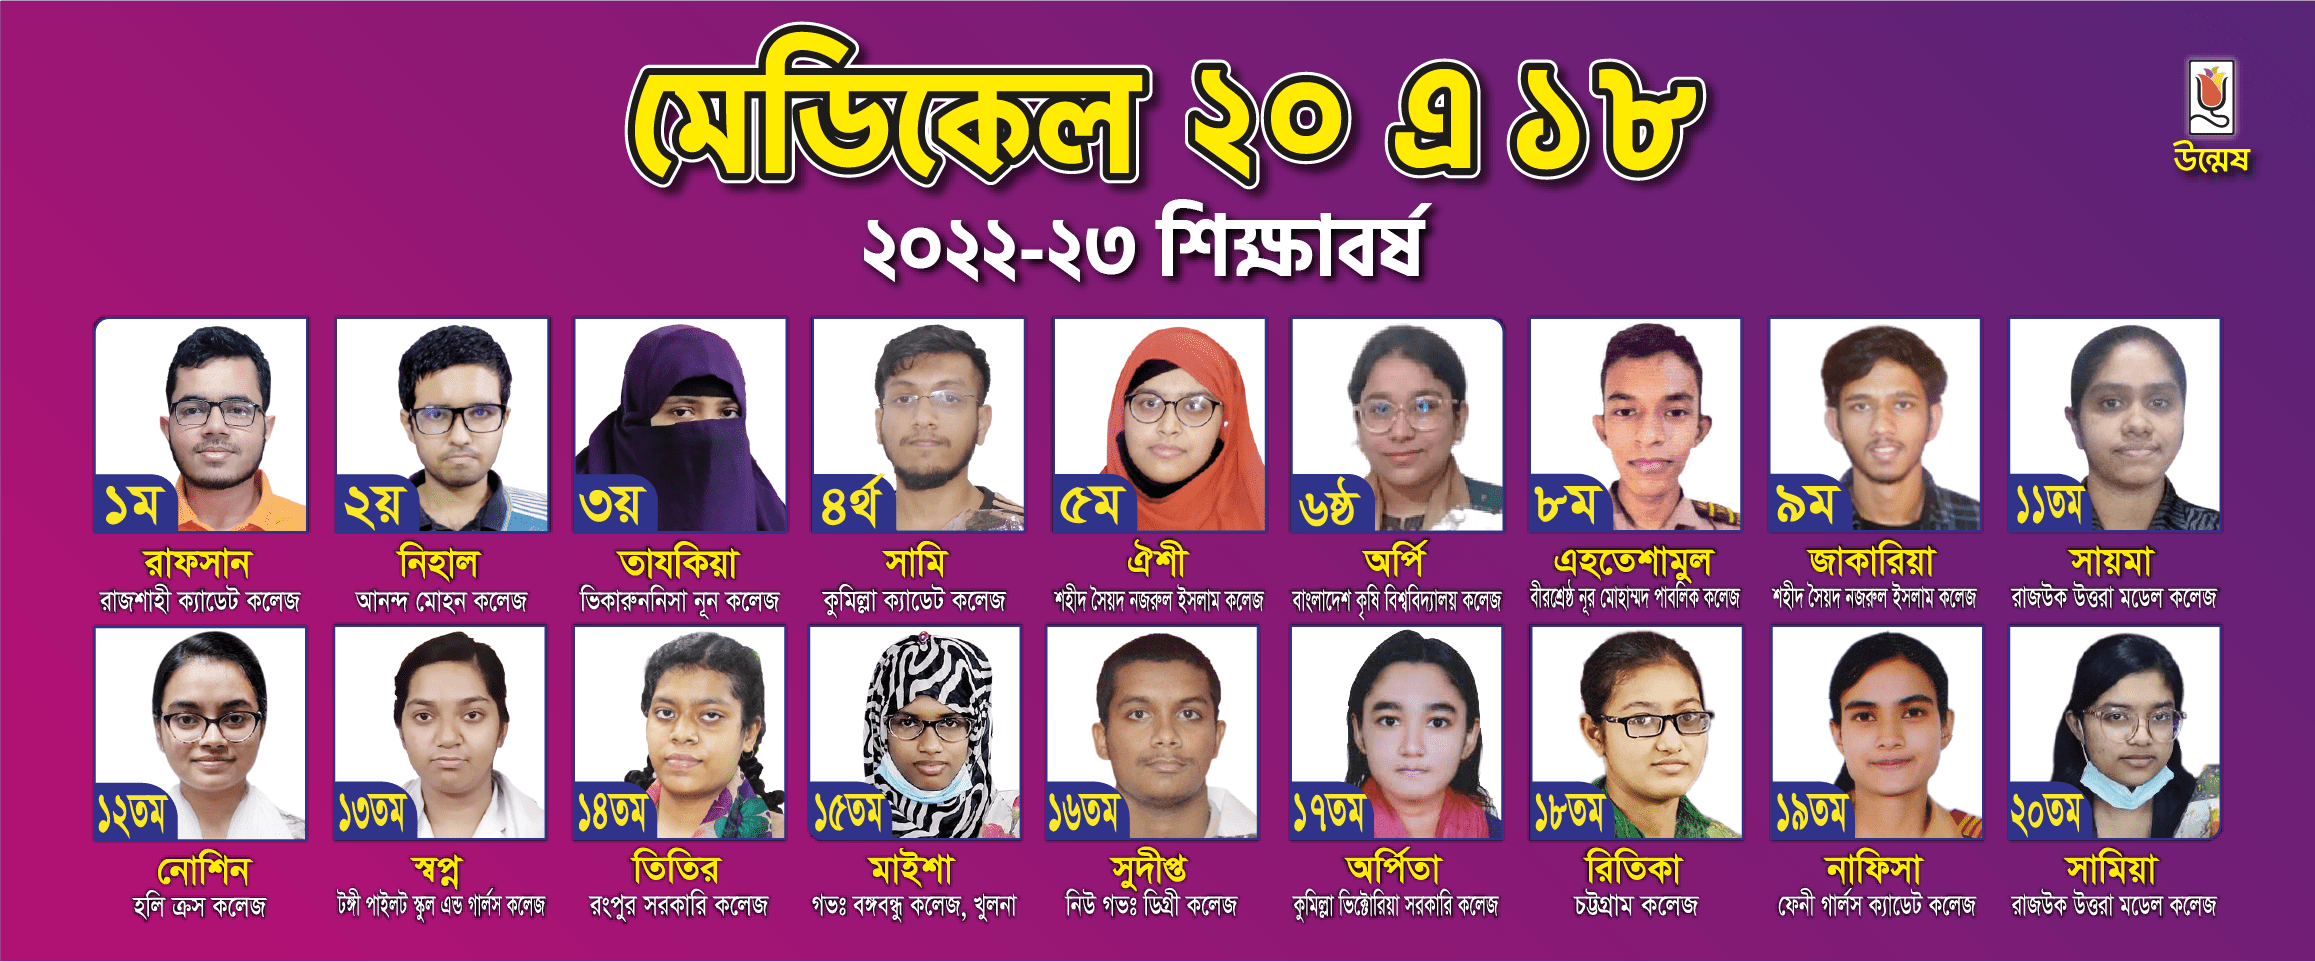 মেডিকেল ২০ এ ১৮
উন্মেষ
২০২২-২৩ শিক্ষাবর্ষ
১ম ২য় ৩য় ৪র্থ ৫ম ৬ষ্ঠ ৮ম ৯ম ১১তম
রাফসান নিহাল তাযকিয়া সামি ঐশী অর্পি এহতেশামুল জাকারিয়া সায়মা
রাজশাহী ক্যাডেট কলেজ আনন্দ মোহন কলেজ ভিকারুননিসা নূন কলেজ কুমিল্লা ক্যাডেট কলেজ শহীদ সৈয়দ নজরুল ইসলাম কলেজ বাংলাদেশ কৃষি বিশ্ববিদ্যালয় কলেজ বীরশ্রেষ্ঠ নূর মোহাম্মদ পাবলিক কলেজ শহীদ সৈয়দ নজরুল ইসলাম কলেজ রাজউক উত্তরা মডেল কলেজ
১২তম ১৩তম ১৪তম ১৫তম ১৬তম ১৭তম ১৮তম ১৯তম ২০তম
নোশিন স্বপ্ন তিতির মাইশা সুদীপ্ত অর্পিতা রিতিকা নাফিসা সামিয়া
হলি ক্রস কলেজ টঙ্গী পাইলট স্কুল এন্ড গার্লস কলেজ রংপুর সরকারি কলেজ গভঃ বঙ্গবন্ধু কলেজ, খুলনা নিউ গভঃ ডিগ্রী কলেজ কুমিল্লা ভিক্টোরিয়া সরকারি কলেজ চট্টগ্রাম কলেজ ফেনী গার্লস ক্যাডেট কলেজ রাজউক উত্তরা মডেল কলেজ